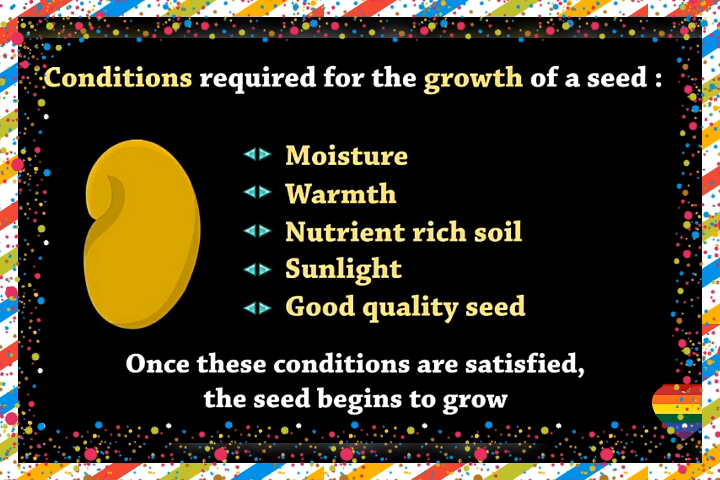 Conditions required for the growth of a seed :
Moisture
Warmth
Nutrient rich soil
Sunlight
Good quality seed
Once these conditions are satisfied,
the seed begins to grow